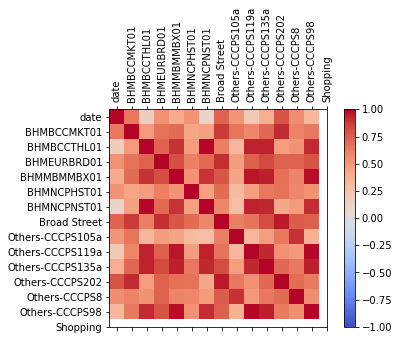 date
BHMBCCMKT01
BHMBCCTHL01
BHMEURBRD01
BHMMBMMBX01
BHMNCPHST01
BHMNCPNST01
Broad Street
Others-CCCPS105a
Others-CCCPS119a
Others-CCCPS135a
Others-CCCPS202
Others-CCCPS8
Others-CCCPS98
Shopping
date
BHMBCCMKT01
BHMBCCTHL01
BHMEURBRD01
BHMMBMMBX01
BHMNCPHST01
BHMNCPNST01
Broad Street
Others-CCCPS105a
Others-CCCPS119a
Others-CCCPS135a
Others-CCCPS202
Others-CCCPS8
Others-CCCPS98
Shopping
1.00
0.75
0.50
0.25
0.00
−0.25
−0.50
−0.75
−1.00